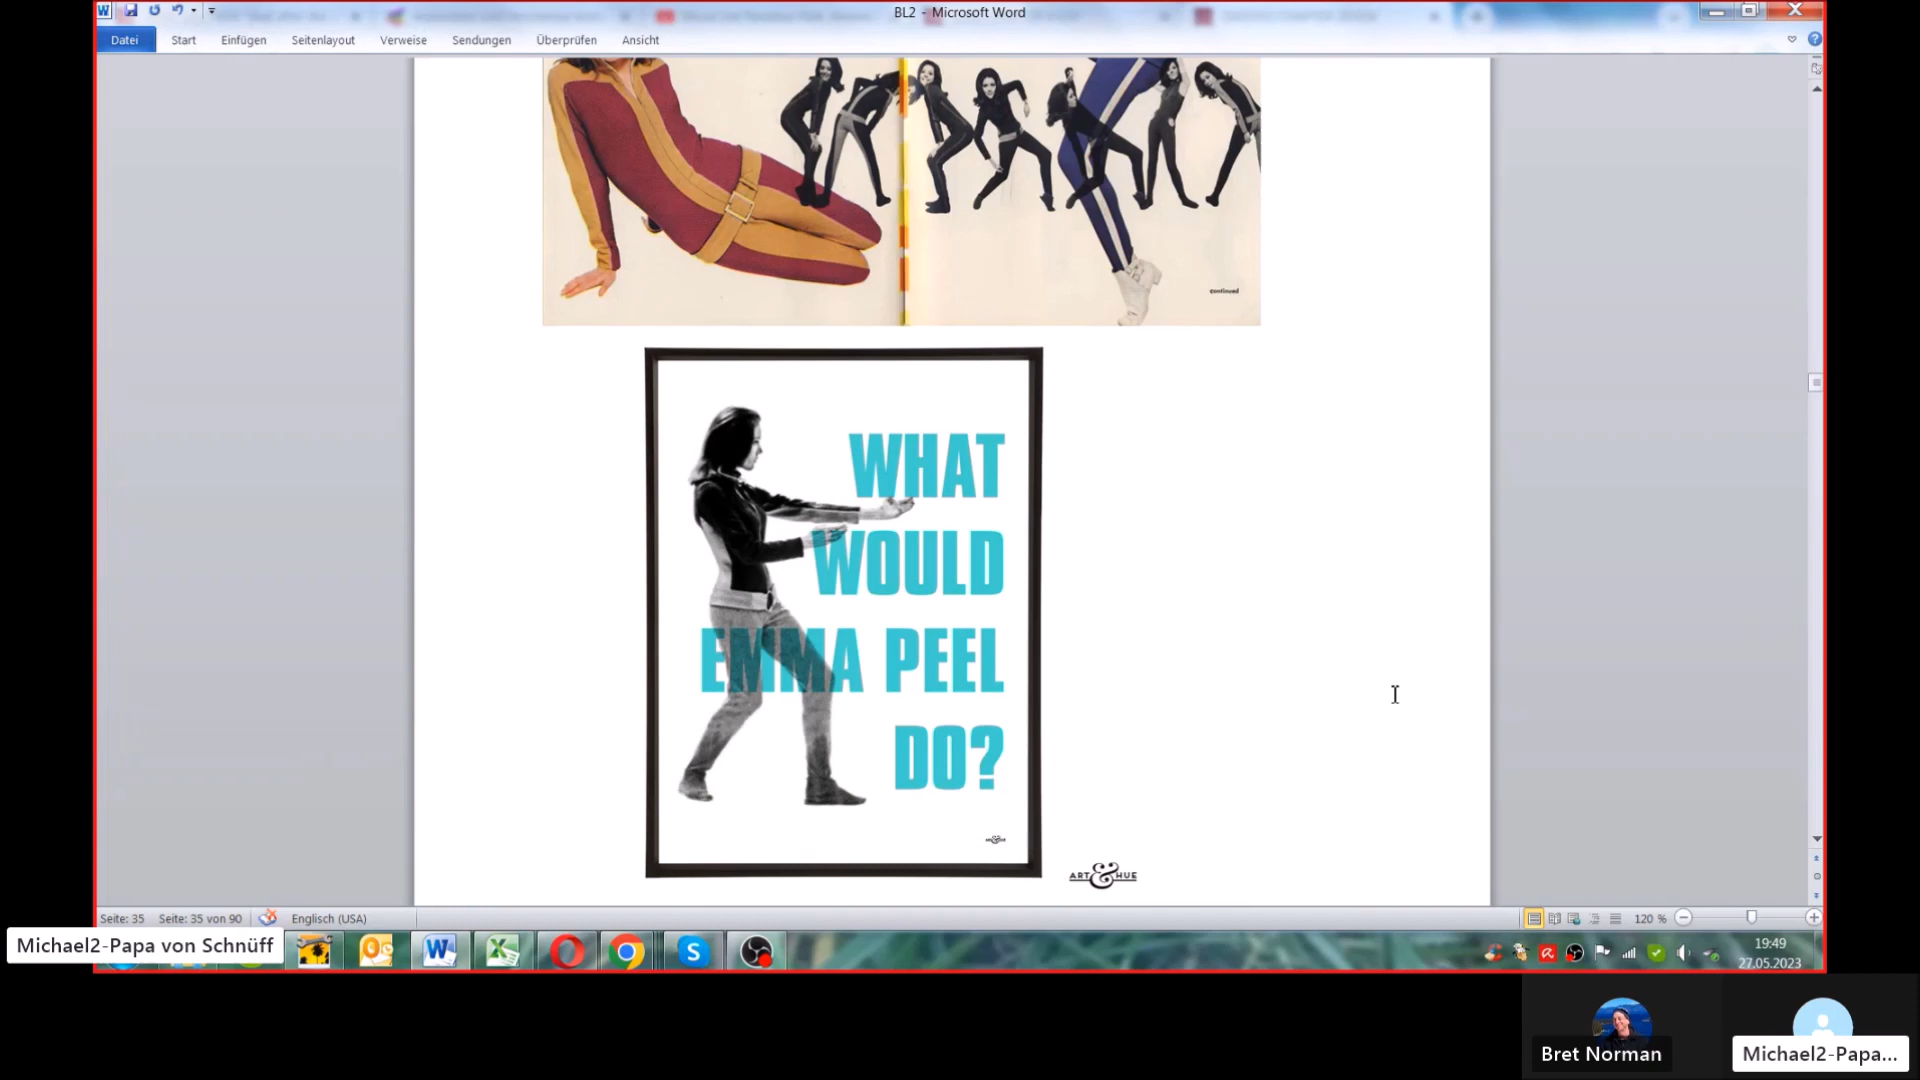 BL2 - Microsoft Word
Datei Start Einfügen Seitenlayout Verweise Sendungen Überprüfen Ansicht
continued
WHAT
WOULD
EMMA PEEL
DO?
ART & HUE
ART & HUE
Seite: 35 Seite: 35 von 90 Englisch (USA) 120 %
Michael2-Papa von Schnüff
19:49
27.05.2023
Bret Norman
Michael2-Papa...